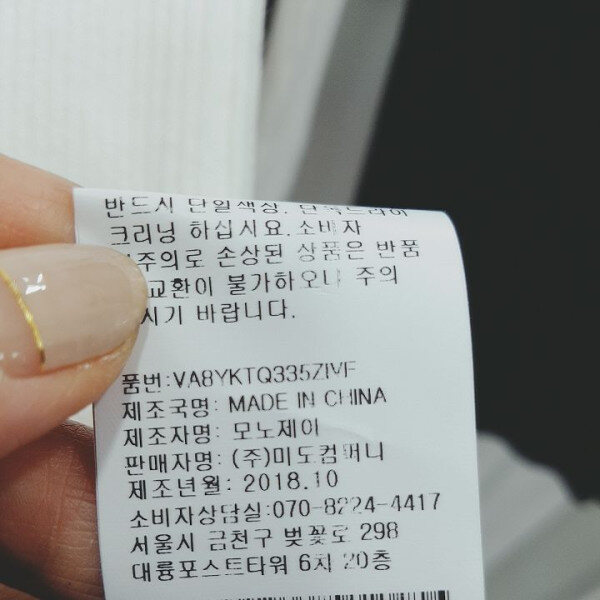 반드시 단일색상, 단독드라이
크리닝 하십시요. 소비자
주의로 손상된 상품은 반품
교환이 불가하오니 주의
시기 바랍니다.
품번:VA8YKTQ335ZIVF
제조국명: MADE IN CHINA
제조자명: 모노제이
판매자명: (주)미도컴퍼니
제조년월: 2018.10
소비자상담실:070-8224-4417
서울시 금천구 벚꽃로 298
대륭포스트타워 6차 20층